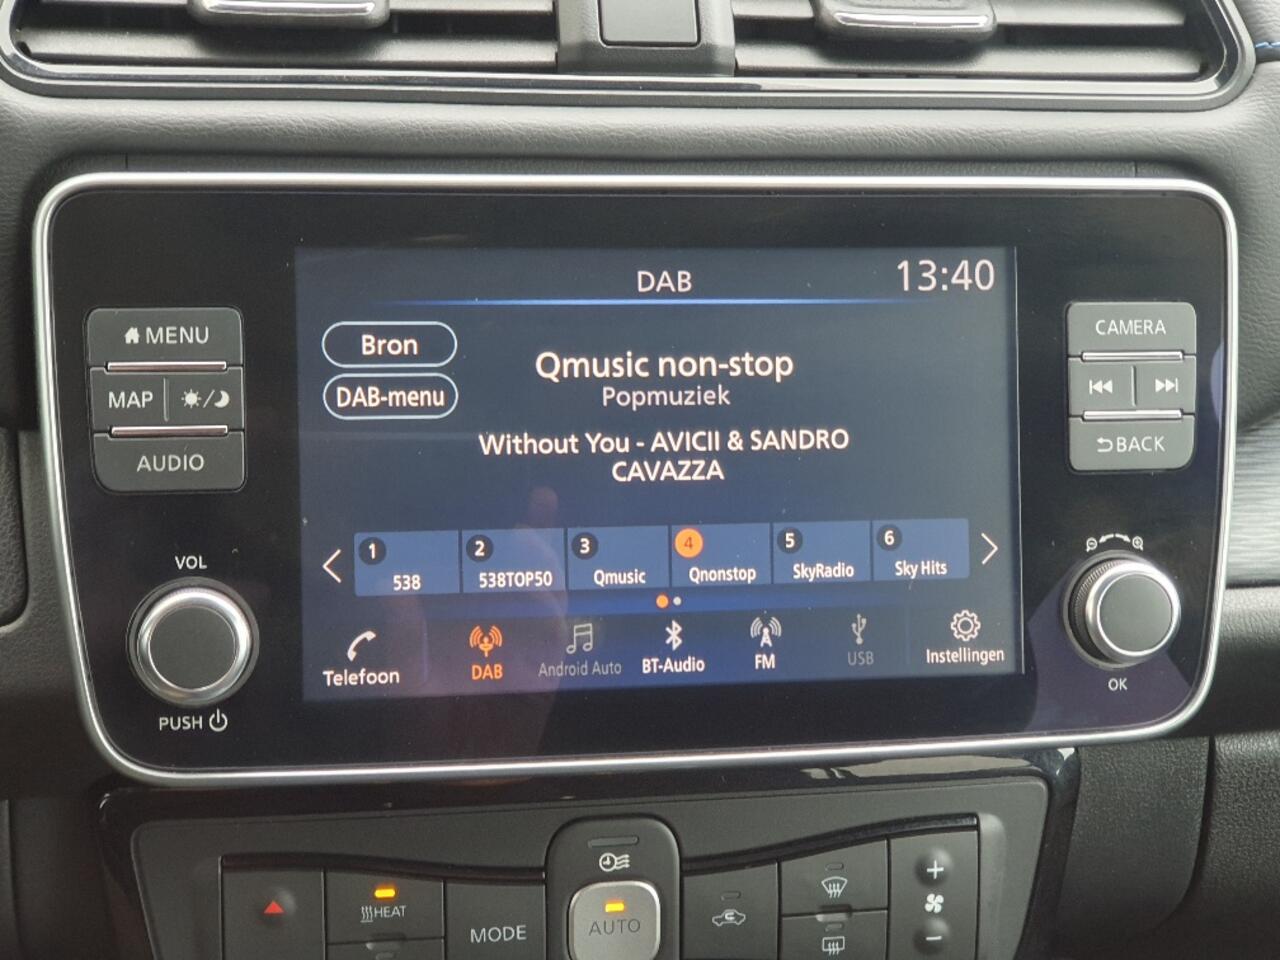 DAB
13:40
MENU
MAP
AUDIO
VOL
PUSH
Bron
DAB-menu
Qmusic non-stop
Popmuziek
Without You - AVICII & SANDRO
CAVAZZA
1
538
2
538TOP50
3
Qmusic
4
Qnonstop
5
SkyRadio
6
Sky Hits
Telefoon
DAB
Android Auto
BT-Audio
FM
USB
Instellingen
CAMERA
BACK
OK
HEAT
MODE
AUTO